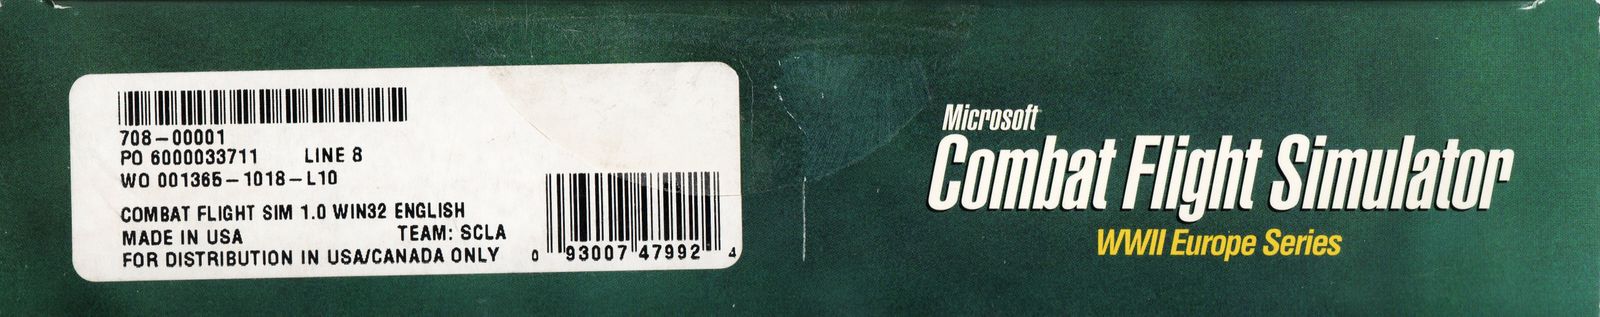 708-00001
PO 6000033711 LINE 8
WO 001365-1018-L10
COMBAT FLIGHT SIM 1.0 WIN32 ENGLISH
MADE IN USA TEAM: SCLA
FOR DISTRIBUTION IN USA/CANADA ONLY
0 93007 47992 4
Microsoft
Combat Flight Simulator
WWII Europe Series